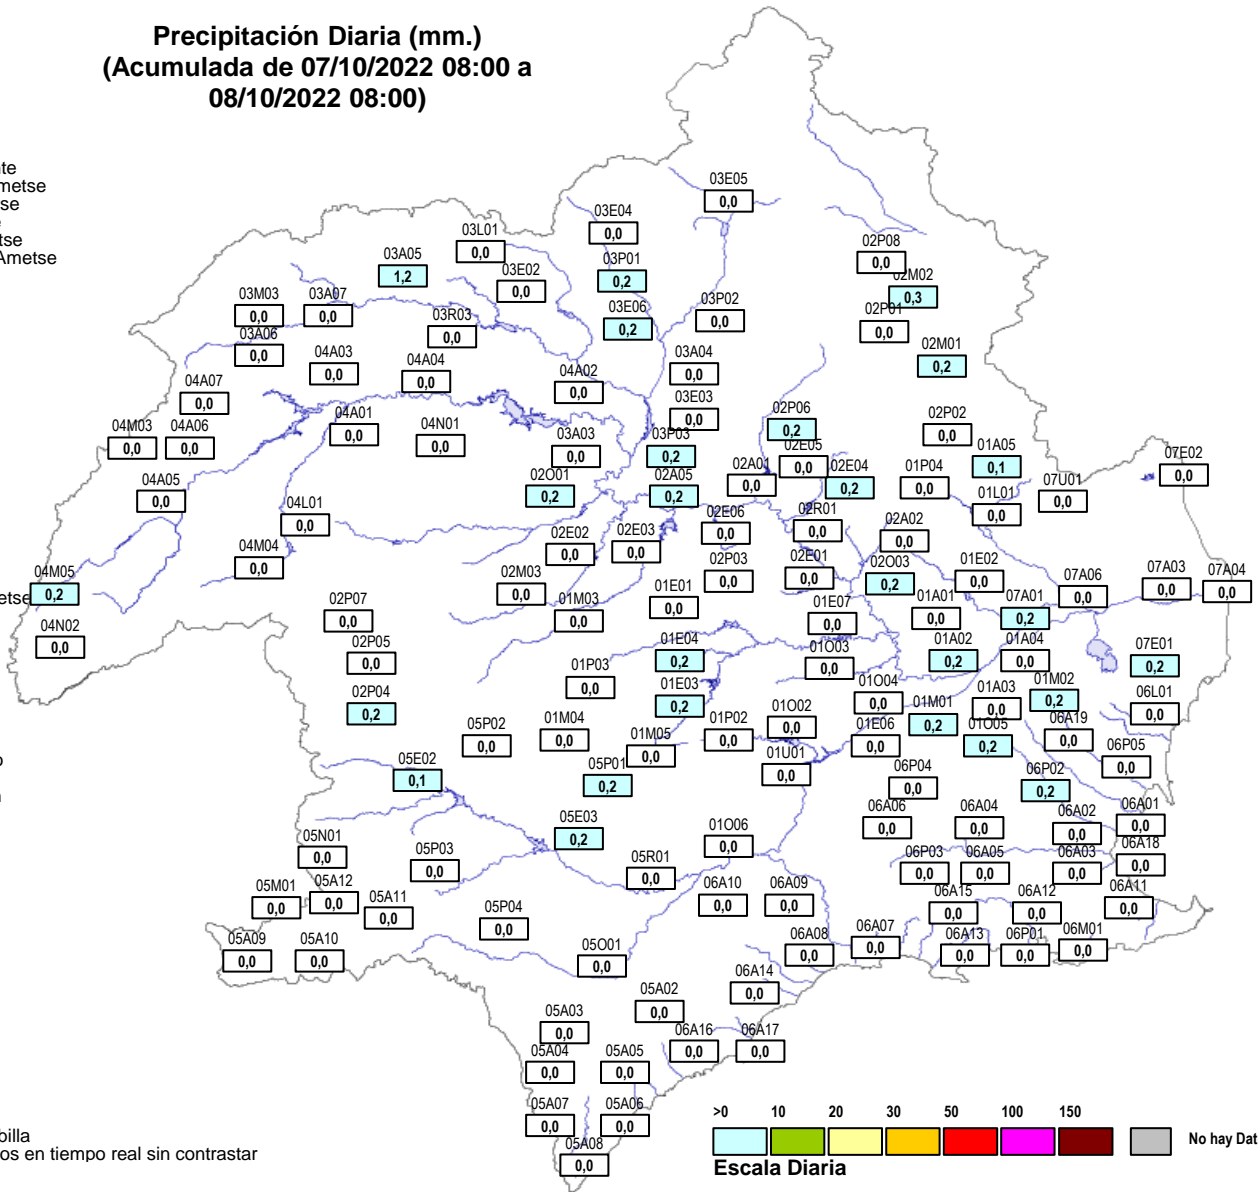 Precipitación Diaria (mm.)
(Acumulada de 07/10/2022 08:00 a
08/10/2022 08:00)
nte
metse
se
e
tse
Ametse
03E05
0,0
03E04
0,0
03L01
0,0
02P08
0,0
03A05
1,2
03P01
0,2
03E02
0,0
02M02
0,3
03M03
0,0
03A07
0,0
03P02
0,0
03E06
0,2
03R03
0,0
02P01
0,0
03A06
0,0
02M01
0,2
04A03
0,0
04A04
0,0
03A04
0,0
04A02
0,0
04A07
0,0
03E03
0,0
02P06
0,2
02P02
0,0
04M03
0,0
04A06
0,0
04A01
0,0
04N01
0,0
03A03
0,0
03P03
0,2
02E05
0,0
01A05
0,1
07E02
0,0
02A01
0,0
02E04
0,2
01P04
0,0
04A05
0,0
02O01
0,2
02A05
0,2
07U01
0,0
01L01
0,0
04L01
0,0
02R01
0,0
02E06
0,0
02A02
0,0
02E02
0,0
02E03
0,0
04M04
0,0
02P03
0,0
02E01
0,0
02O03
0,2
01E02
0,0
07A03
0,0
07A04
0,0
04M05
0,2
etse
02M03
0,0
07A06
0,0
01E01
0,0
01M03
0,0
02P07
0,0
01E07
0,0
01A01
0,0
07A01
0,2
04N02
0,0
02P05
0,0
01E04
0,2
01O03
0,0
01A02
0,2
01A04
0,0
07E01
0,2
01P03
0,0
02P04
0,2
01E03
0,2
01O04
0,0
01A03
0,0
01M02
0,2
06L01
0,0
01M01
0,2
01O02
0,0
05P02
0,0
01M04
0,0
01P02
0,0
01E06
0,0
01O05
0,2
06A19
0,0
01M05
0,0
06P05
0,0
05E02
0,1
05P01
0,2
01U01
0,0
06P04
0,0
06P02
0,2
05E03
0,2
01O06
0,0
06A06
0,0
06A04
0,0
06A02
0,0
06A01
0,0
05N01
0,0
05P03
0,0
05R01
0,0
06P03
0,0
06A05
0,0
06A03
0,0
06A18
0,0
05M01
0,0
05A12
0,0
05A11
0,0
06A10
0,0
06A09
0,0
06A15
0,0
06A12
0,0
06A11
0,0
05P04
0,0
05A09
0,0
05A10
0,0
05O01
0,0
06A08
0,0
06A07
0,0
06A13
0,0
06P01
0,0
06M01
0,0
06A14
0,0
05A02
0,0
05A03
0,0
06A16
0,0
06A17
0,0
05A04
0,0
05A05
0,0
05A07
0,0
05A06
0,0
05A08
0,0
billa
os en tiempo real sin contrastar
>0 10 20 30 50 100 150
No hay Dat
Escala Diaria